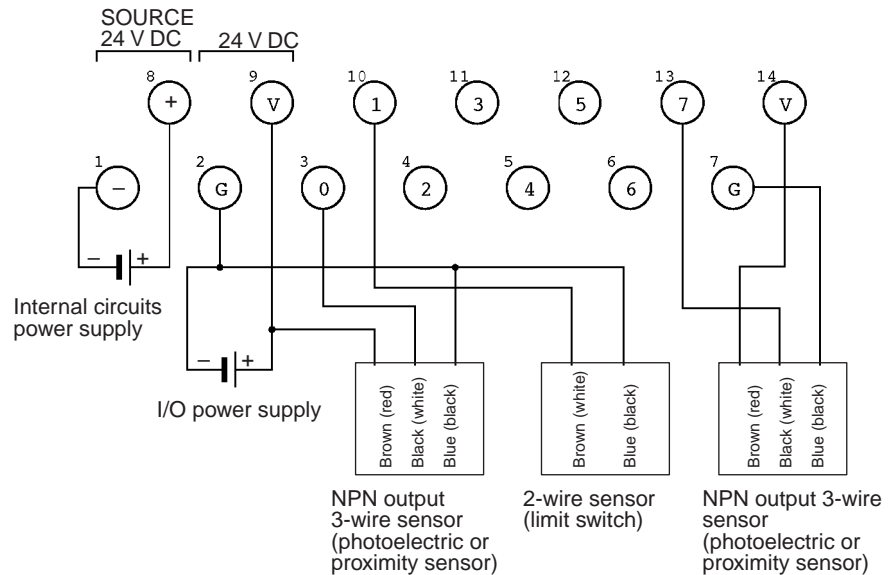 SOURCE
24 V DC 24 V DC
8 9 10 11 12 13 14
+ V 1 3 5 7 V
1 2 3 4 5 6 7
– G 0 2 4 6 G
– +
Internal circuits
power supply
– +
I/O power supply
Brown (red)
Black (white)
Blue (black)
Brown (white)
Blue (black)
Brown (red)
Black (white)
Blue (black)
NPN output
3-wire sensor
(photoelectric or
proximity sensor)
2-wire sensor
(limit switch)
NPN output 3-wire
sensor
(photoelectric or
proximity sensor)